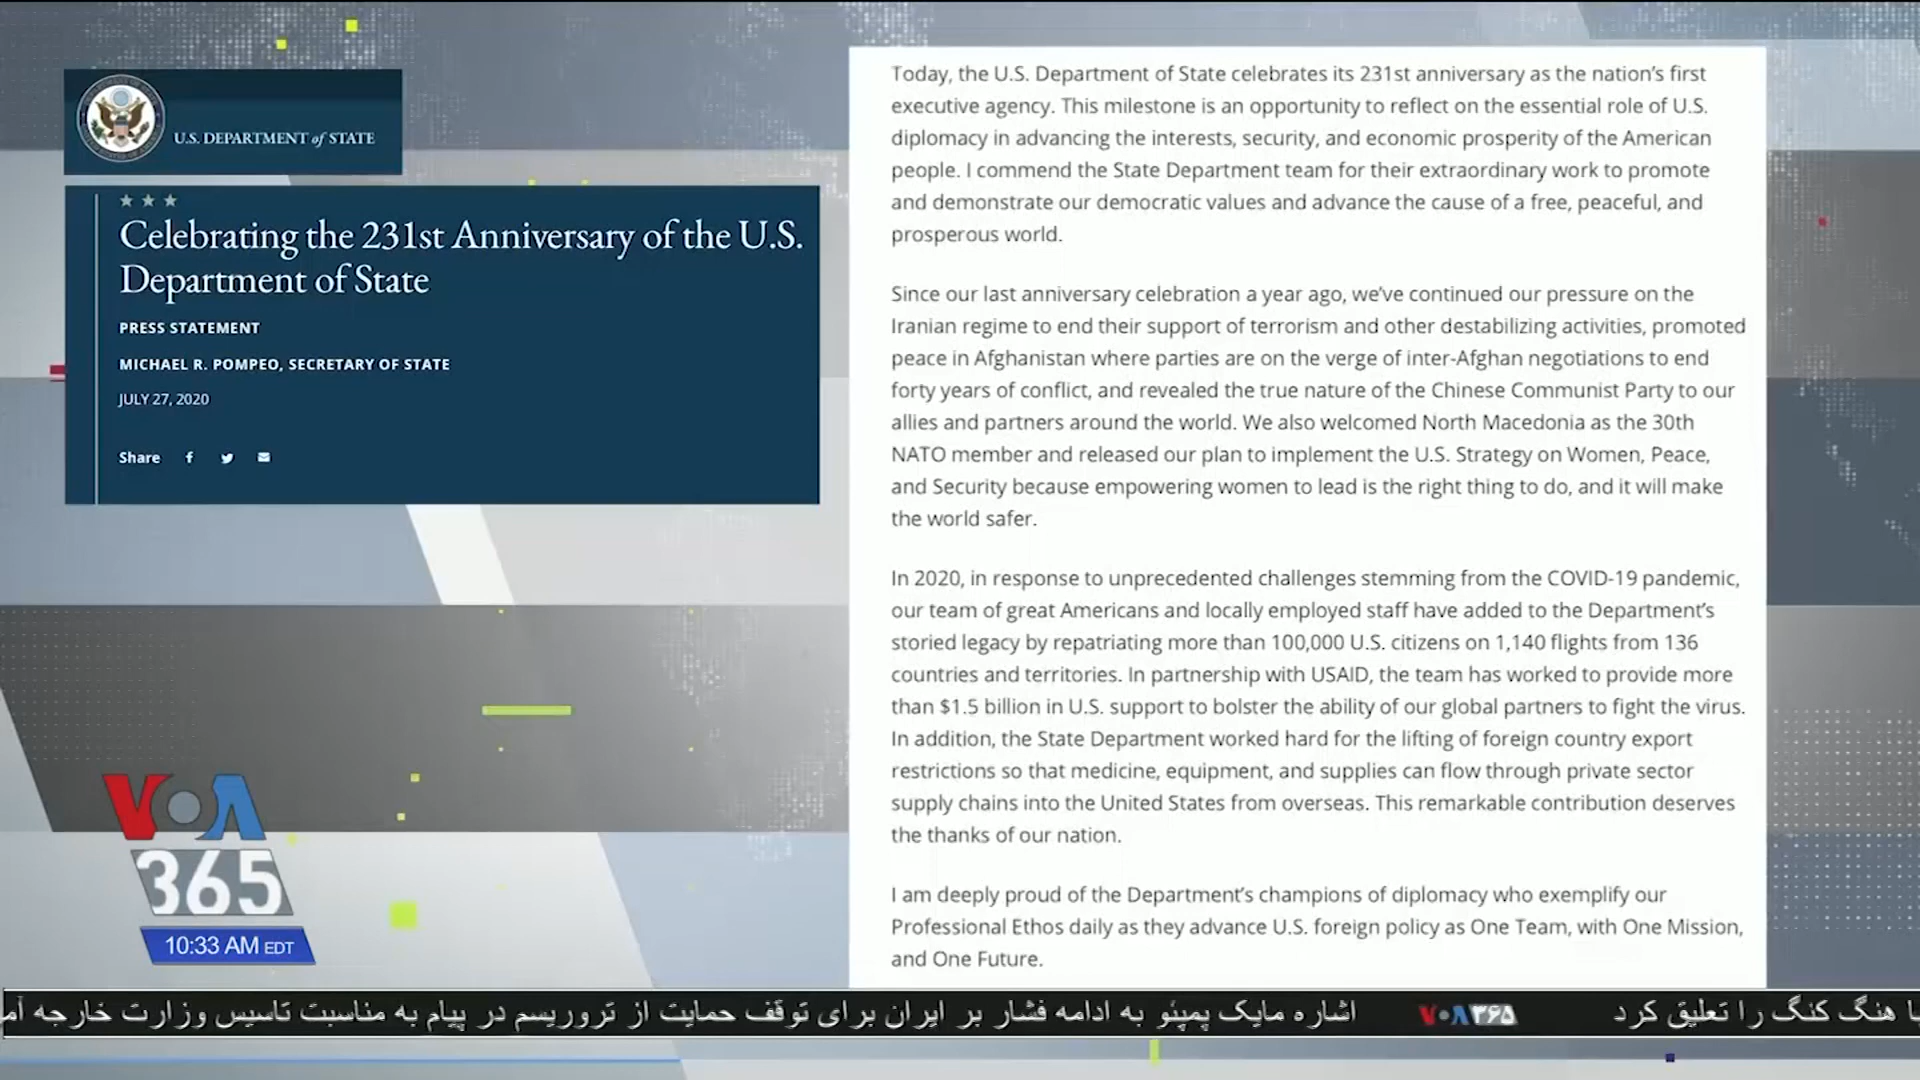 U.S. DEPARTMENT of STATE
Celebrating the 231st Anniversary of the U.S.
Department of State
PRESS STATEMENT
MICHAEL R. POMPEO, SECRETARY OF STATE
JULY 27, 2020
Share
Today, the U.S. Department of State celebrates its 231st anniversary as the nation’s first
executive agency. This milestone is an opportunity to reflect on the essential role of U.S.
diplomacy in advancing the interests, security, and economic prosperity of the American
people. I commend the State Department team for their extraordinary work to promote
and demonstrate our democratic values and advance the cause of a free, peaceful, and
prosperous world.
Since our last anniversary celebration a year ago, we’ve continued our pressure on the
Iranian regime to end their support of terrorism and other destabilizing activities, promoted
peace in Afghanistan where parties are on the verge of inter-Afghan negotiations to end
forty years of conflict, and revealed the true nature of the Chinese Communist Party to our
allies and partners around the world. We also welcomed North Macedonia as the 30th
NATO member and released our plan to implement the U.S. Strategy on Women, Peace,
and Security because empowering women to lead is the right thing to do, and it will make
the world safer.
In 2020, in response to unprecedented challenges stemming from the COVID-19 pandemic,
our team of great Americans and locally employed staff have added to the Department’s
storied legacy by repatriating more than 100,000 U.S. citizens on 1,140 flights from 136
countries and territories. In partnership with USAID, the team has worked to provide more
than $1.5 billion in U.S. support to bolster the ability of our global partners to fight the virus.
In addition, the State Department worked hard for the lifting of foreign country export
restrictions so that medicine, equipment, and supplies can flow through private sector
supply chains into the United States from overseas. This remarkable contribution deserves
the thanks of our nation.
I am deeply proud of the Department’s champions of diplomacy who exemplify our
Professional Ethos daily as they advance U.S. foreign policy as One Team, with One Mission,
and One Future.
VOA
365
10:33 AM EDT
هنگ کنگ را تعلیق کرد VOA۳۶۵ اشاره مایک پمپئو به ادامه فشار بر ایران برای توقف حمایت از تروریسم در پیام به مناسبت تاسیس وزارت خارجه